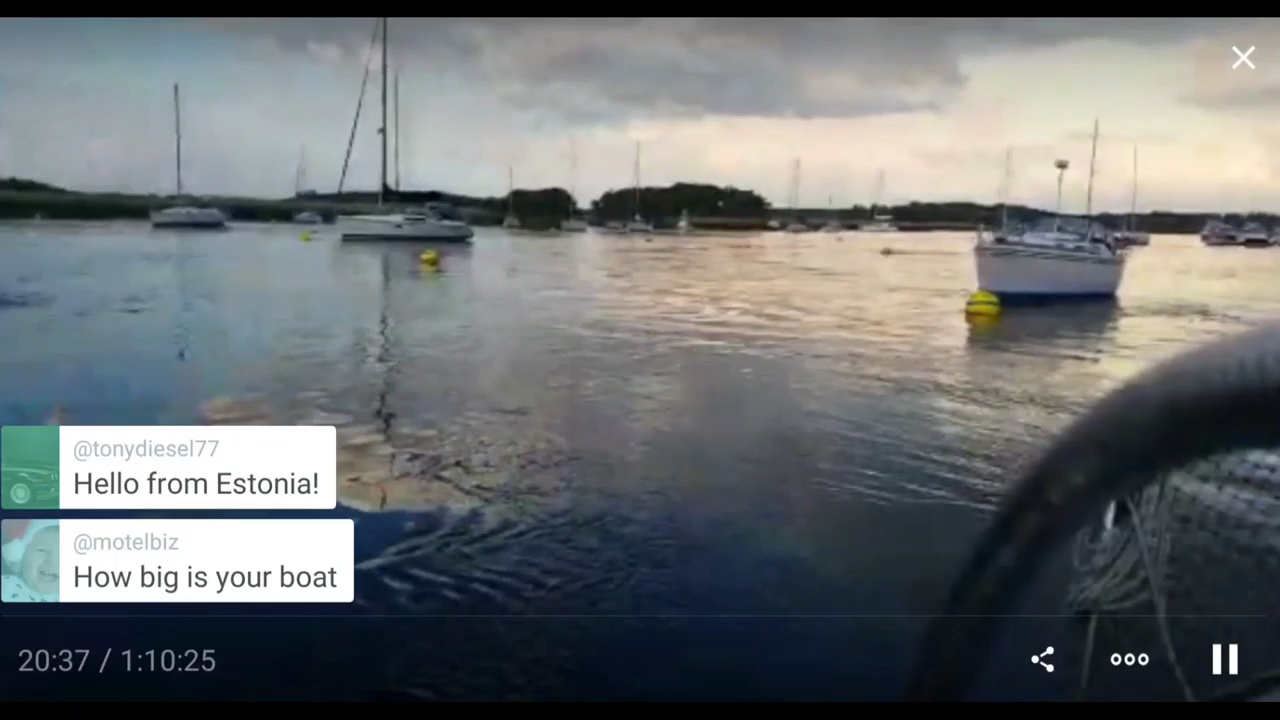 @tonydiesel77
Hello from Estonia!
@motelbiz
How big is your boat
20:37 / 1:10:25